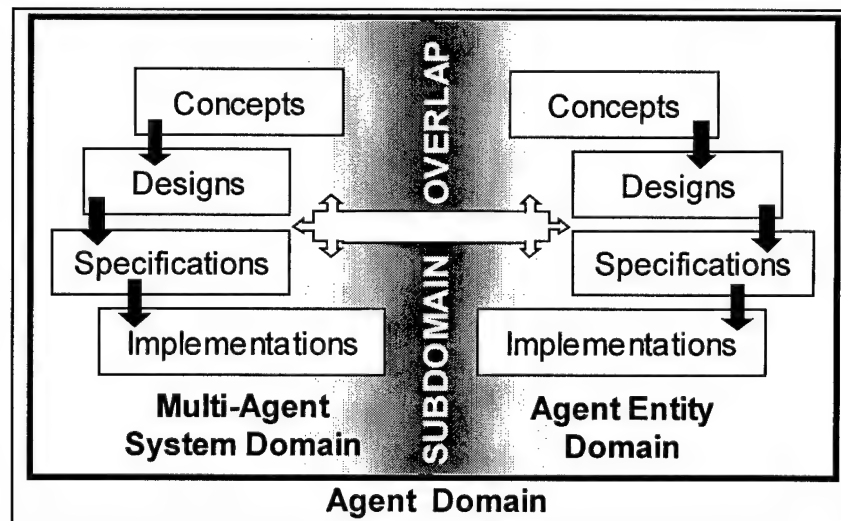 Concepts
Designs
Specifications
Implementations
Multi-Agent
System Domain
SUBDOMAIN OVERLAP
Concepts
Designs
Specifications
Implementations
Agent Entity
Domain
Agent Domain